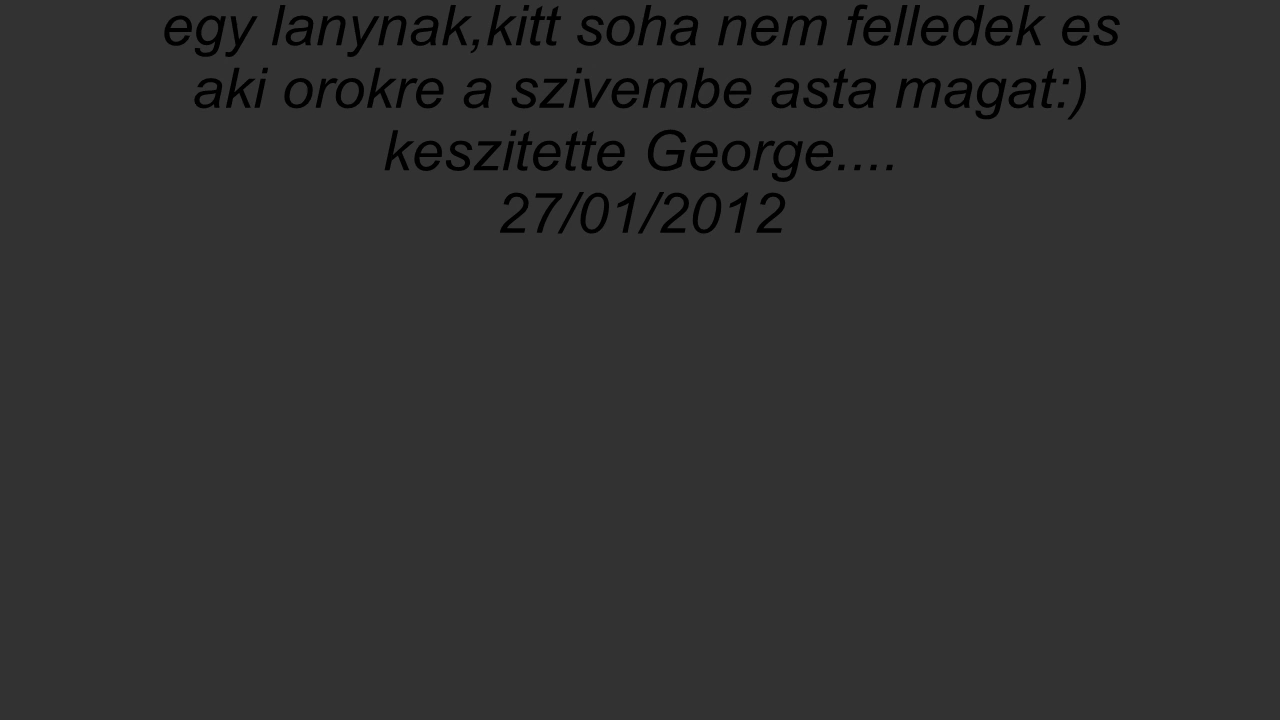 egy lanynak,kitt soha nem felledek es
aki orokre a szivembe asta magat:)
keszitette George....
27/01/2012